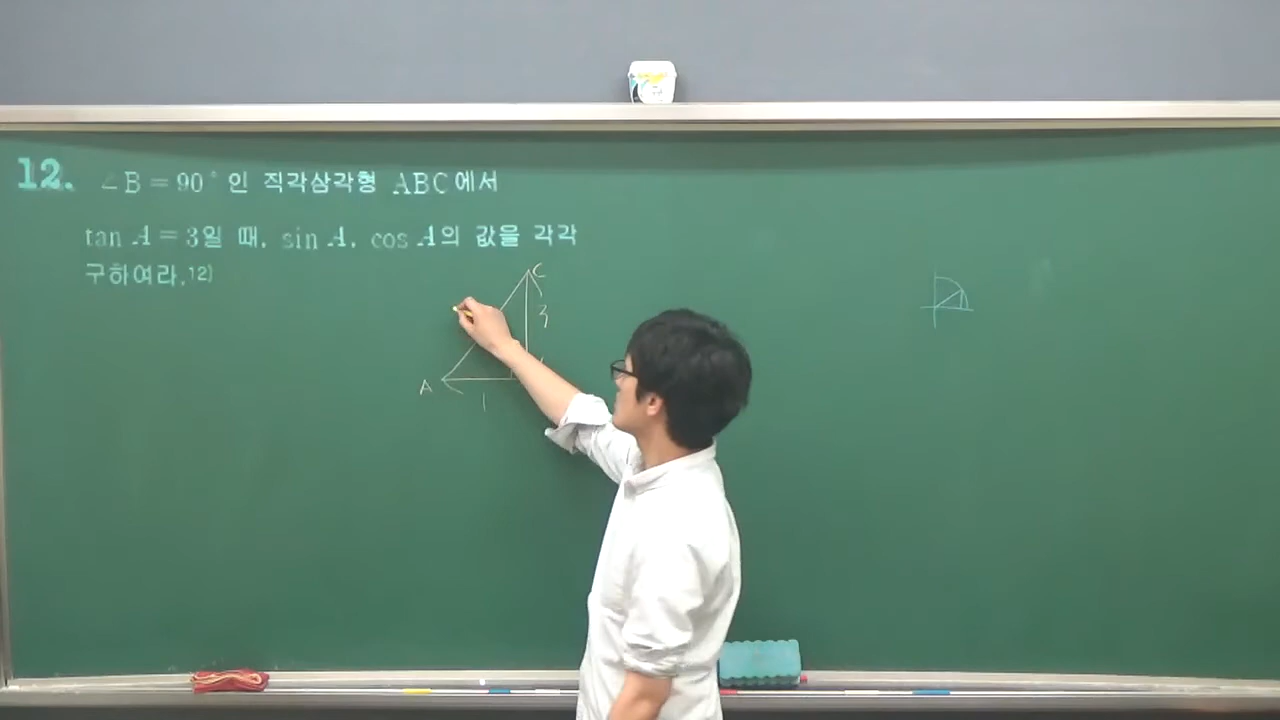 12. ∠B = 90°인 직각삼각형 ABC에서
tan A = 3일 때, sin A, cos A의 값을 각각
구하여라.12)
C
3
A
1